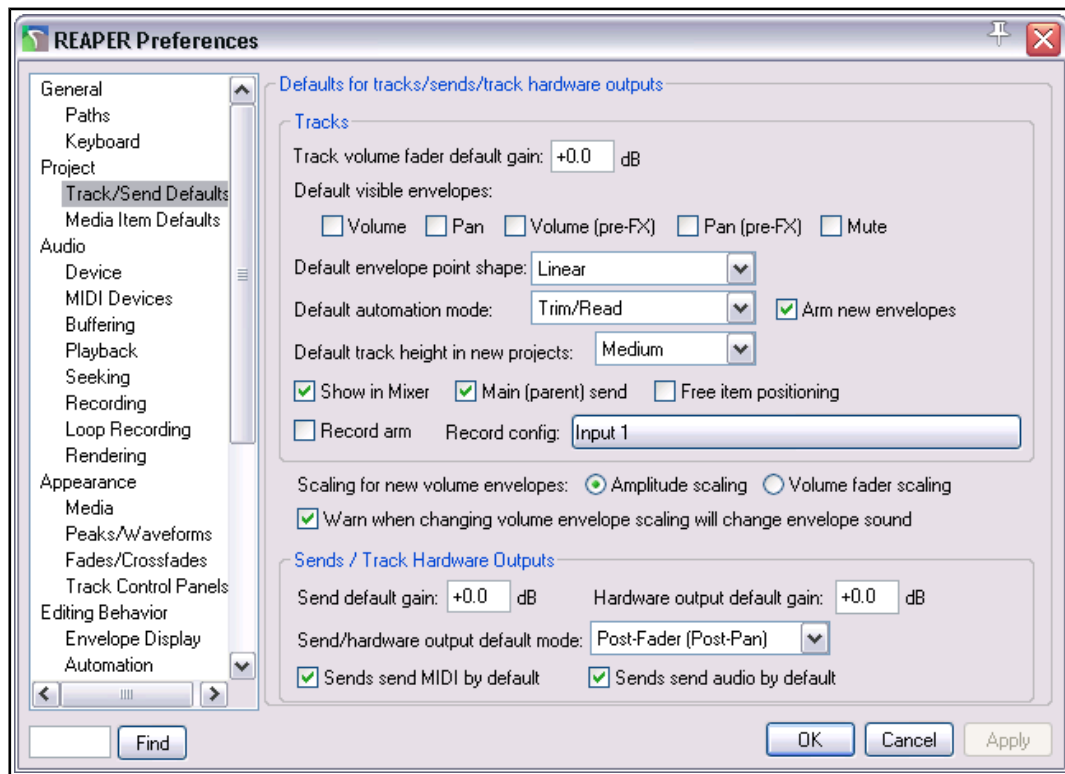 REAPER Preferences
General
Paths
Keyboard
Project
Track/Send Defaults
Media Item Defaults
Audio
Device
MIDI Devices
Buffering
Playback
Seeking
Recording
Loop Recording
Rendering
Appearance
Media
Peaks/Waveforms
Fades/Crossfades
Track Control Panels
Editing Behavior
Envelope Display
Automation
Find
Defaults for tracks/sends/track hardware outputs
Tracks
Track volume fader default gain: +0.0 dB
Default visible envelopes:
Volume Pan Volume (pre-FX) Pan (pre-FX) Mute
Default envelope point shape: Linear
Default automation mode: Trim/Read Arm new envelopes
Default track height in new projects: Medium
Show in Mixer Main (parent) send Free item positioning
Record arm Record config: Input 1
Scaling for new volume envelopes: Amplitude scaling Volume fader scaling
Warn when changing volume envelope scaling will change envelope sound
Sends / Track Hardware Outputs
Send default gain: +0.0 dB Hardware output default gain: +0.0 dB
Send/hardware output default mode: Post-Fader (Post-Pan)
Sends send MIDI by default Sends send audio by default
OK Cancel Apply